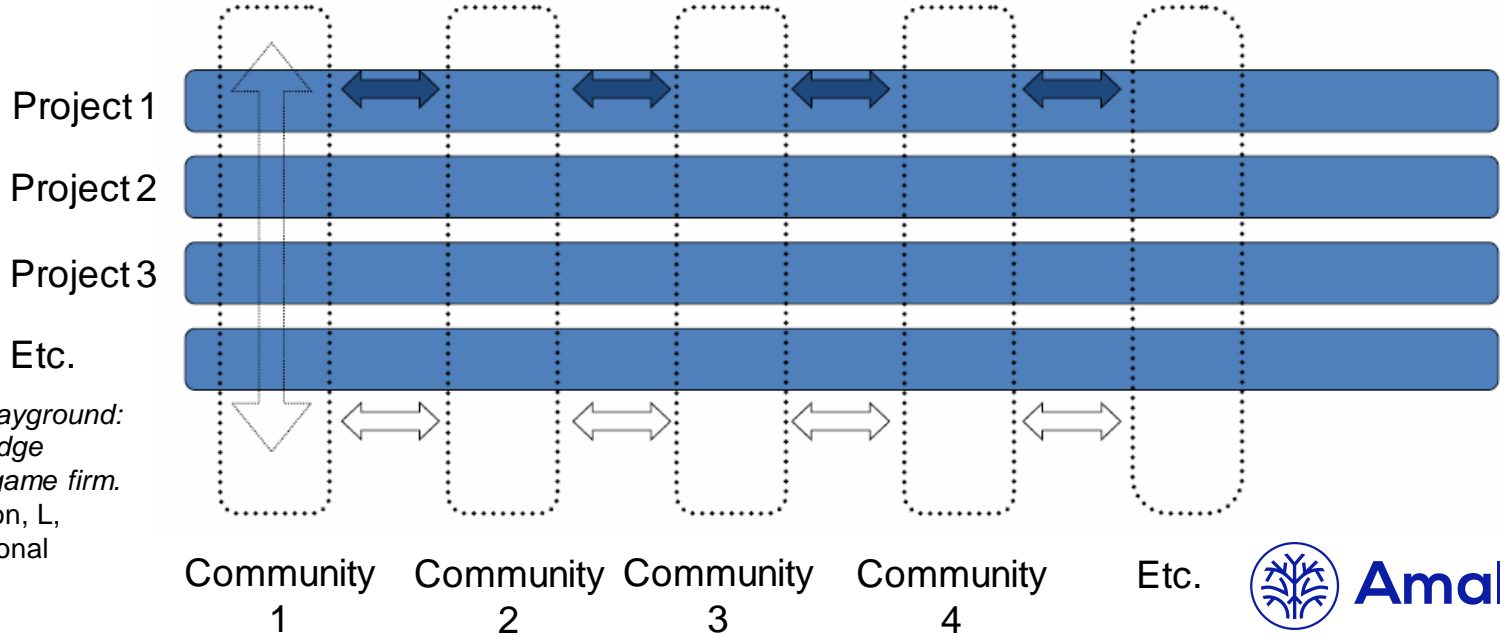 Project 1
Project 2
Project 3
Etc.
ayground:
dge
game firm.
on, L,
onal
Community
1
Community
2
Community
3
Community
4
Etc.
Amal